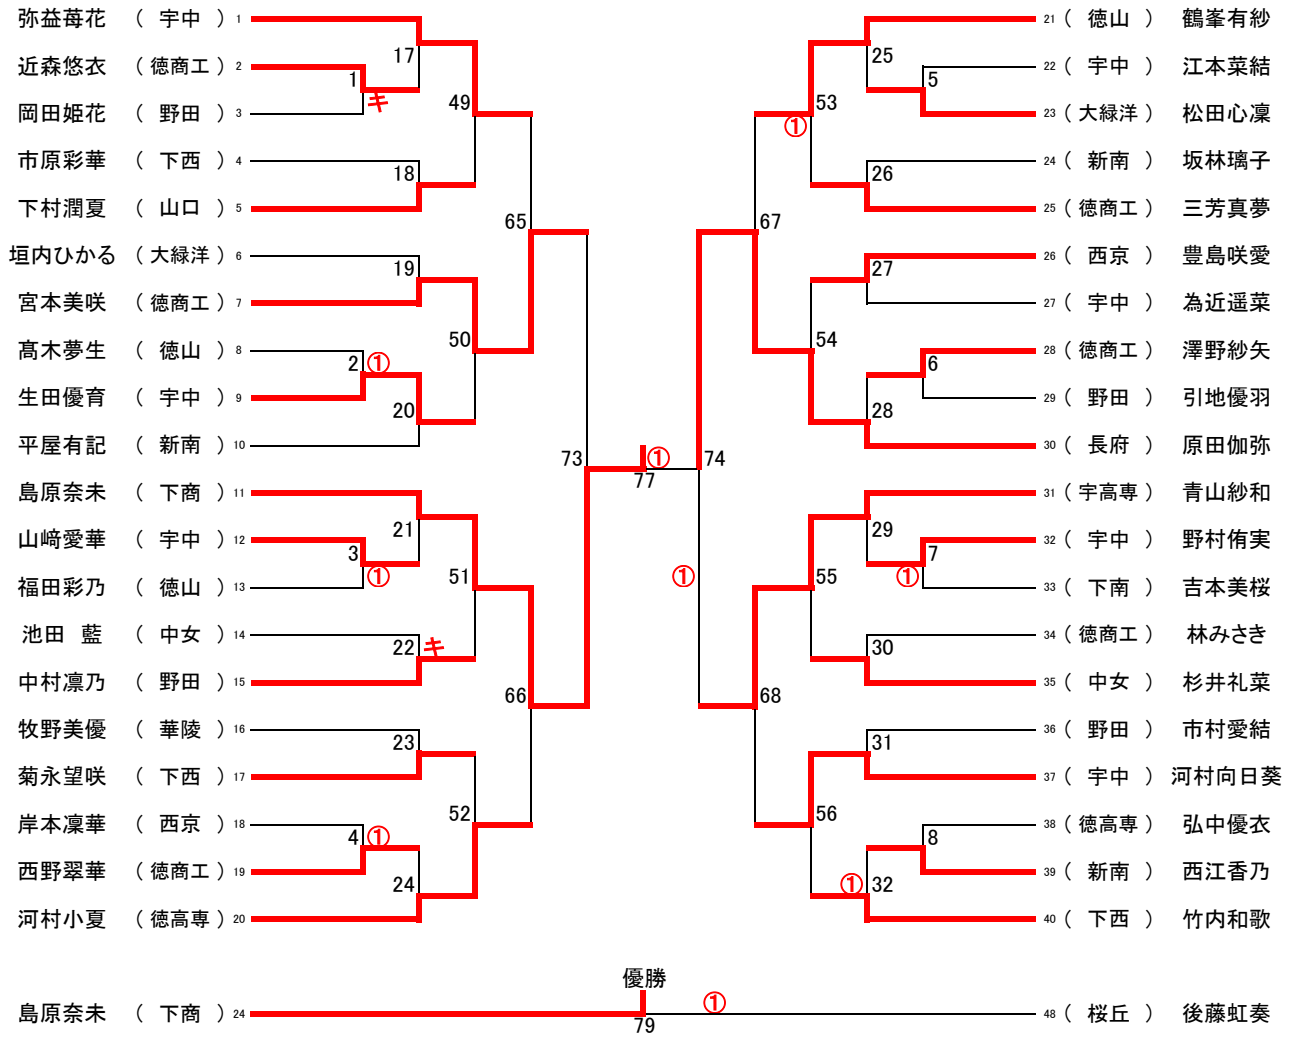 弥益苺花 （ 宇中 ） 1
近森悠衣 （ 徳商工 ） 2
岡田姫花 （ 野田 ） 3
市原彩華 （ 下西 ） 4
下村潤夏 （ 山口 ） 5
垣内ひかる （ 大緑洋 ） 6
宮本美咲 （ 徳商工 ） 7
髙木夢生 （ 徳山 ） 8
生田優育 （ 宇中 ） 9
平屋有記 （ 新南 ） 10
島原奈未 （ 下商 ） 11
山﨑愛華 （ 宇中 ） 12
福田彩乃 （ 徳山 ） 13
池田 藍 （ 中女 ） 14
中村凛乃 （ 野田 ） 15
牧野美優 （ 華陵 ） 16
菊永望咲 （ 下西 ） 17
岸本凜華 （ 西京 ） 18
西野翠華 （ 徳商工 ） 19
河村小夏 （ 徳高専 ） 20
1
キ
2
①
3
①
4
①
17
18
19
20
21
22
キ
23
24
49
50
51
52
65
66
73
77
①
74
①
67
68
53
①
54
55
56
25
26
27
28
29
30
31
32
①
5
6
7
①
8
21 （ 徳山 ） 鶴峯有紗
22 （ 宇中 ） 江本菜結
23 （ 大緑洋 ） 松田心凜
24 （ 新南 ） 坂林璃子
25 （ 徳商工 ） 三芳真夢
26 （ 西京 ） 豊島咲愛
27 （ 宇中 ） 為近遥菜
28 （ 徳商工 ） 澤野紗矢
29 （ 野田 ） 引地優羽
30 （ 長府 ） 原田伽弥
31 （ 宇高専 ） 青山紗和
32 （ 宇中 ） 野村侑実
33 （ 下南 ） 吉本美桜
34 （ 徳商工 ） 林みさき
35 （ 中女 ） 杉井礼菜
36 （ 野田 ） 市村愛結
37 （ 宇中 ） 河村向日葵
38 （ 徳高専 ） 弘中優衣
39 （ 新南 ） 西江香乃
40 （ 下西 ） 竹内和歌
優勝
島原奈未 （ 下商 ） 24
79
①
48 （ 桜丘 ） 後藤虹奏